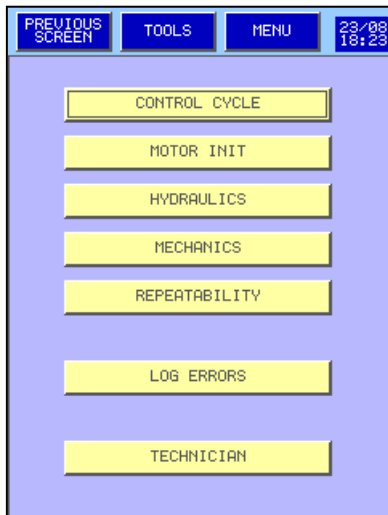 PREVIOUS
SCREEN
TOOLS
MENU
23/08
18:23
CONTROL CYCLE
MOTOR INIT
HYDRAULICS
MECHANICS
REPEATABILITY
LOG ERRORS
TECHNICIAN